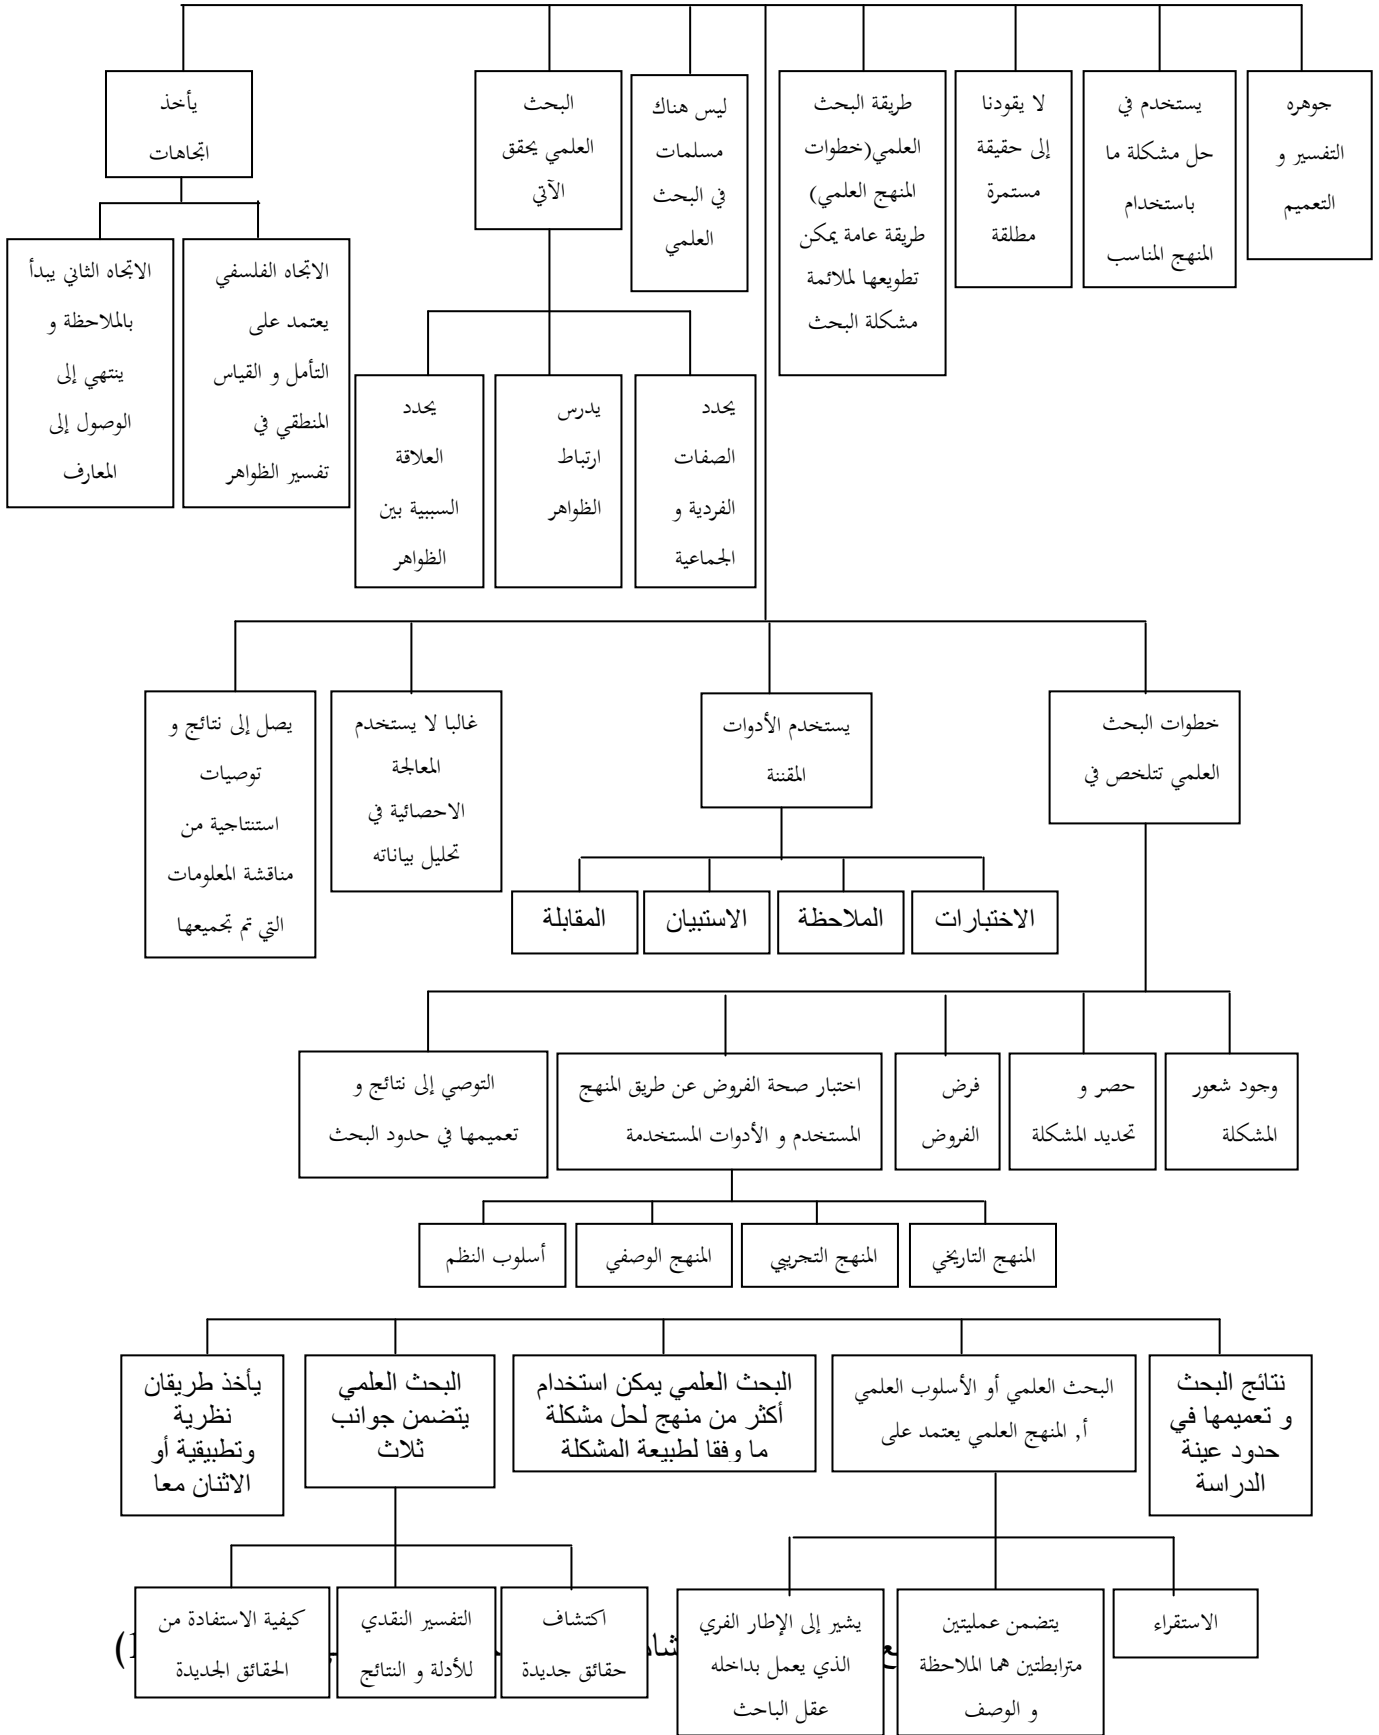 جوهره
التفسير و
التعميم
يستخدم في
حل مشكلة ما
باستخدام
المنهج المناسب
لا يقودنا
إلى حقيقة
مستمرة
مطلقة
طريقة البحث
العلمي(خطوات
المنهج العلمي)
طريقة عامة يمكن
تطويعها لملائمة
مشكلة البحث
ليس هناك
مسلمات
في البحث
العلمي
البحث
العلمي يحقق
الآتي
يأخذ
اتجاهات
الاتجاه الفلسفي
يعتمد على
التأمل و القياس
المنطقي في
تفسير الظواهر
الاتجاه الثاني يبدأ
بالملاحظة و
ينتهي إلى
الوصول إلى
المعارف
يحدد
الصفات
الفردية و
الجماعية
يدرس
ارتباط
الظواهر
يحدد
العلاقة
السببية بين
الظواهر
خطوات البحث
العلمي تتلخص في
يستخدم الأدوات
المقننة
غالبا لا يستخدم
المعالجة
الاحصائية في
تحليل بياناته
يصل إلى نتائج و
توصيات
استنتاجية من
مناقشة المعلومات
التي تم تجميعها
الاختبارات
الملاحظة
الاستبيان
المقابلة
وجود شعور
المشكلة
حصر و
تحديد المشكلة
فرض
الفروض
اختبار صحة الفروض عن طريق المنهج
المستخدم و الأدوات المستخدمة
التوصي إلى نتائج و
تعميمها في حدود البحث
المنهج التاريخي
المنهج التجريبي
المنهج الوصفي
أسلوب النظم
نتائج البحث
و تعميمها في
حدود عينة
الدراسة
البحث العلمي أو الأسلوب العلمي
أ, المنهج العلمي يعتمد على
البحث العلمي يمكن استخدام
أكثر من منهج لحل مشكلة
ما وفقا لطبيعة المشكلة
البحث العلمي
يتضمن جوانب
ثلاث
يأخذ طريقان
نظرية
وتطبيقية أو
الاثنان معا
الاستقراء
يتضمن عمليتين
مترابطتين هما الملاحظة
و الوصف
يشير إلى الإطار الفري
الذي يعمل بداخله
عقل الباحث
اكتشاف
حقائق جديدة
التفسير النقدي
للأدلة و النتائج
كيفية الاستفادة من
الحقائق الجديدة